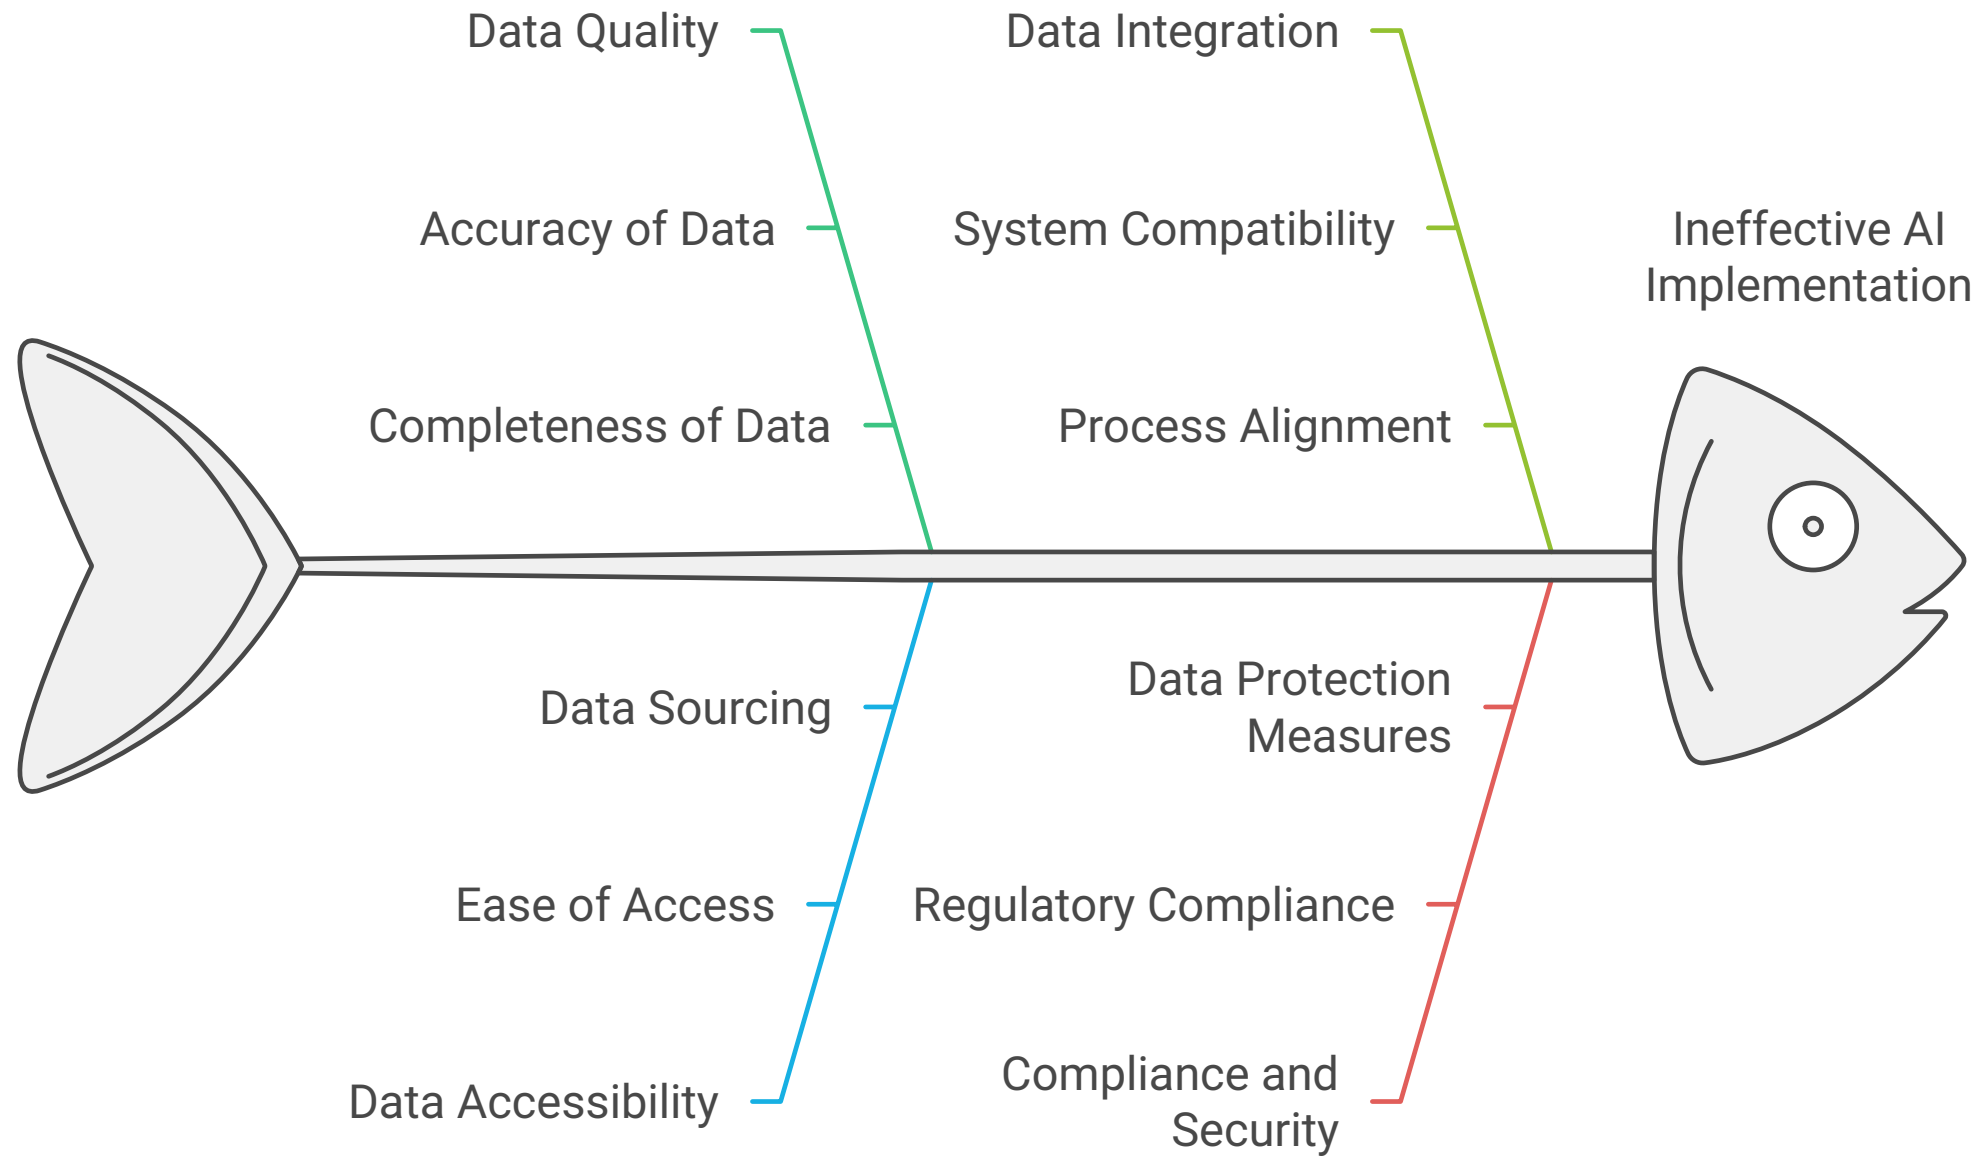 Data Quality
Data Integration
Accuracy of Data
System Compatibility
Ineffective AI
Implementation
Completeness of Data
Process Alignment
Data Sourcing
Data Protection
Measures
Ease of Access
Regulatory Compliance
Data Accessibility
Compliance and
Security